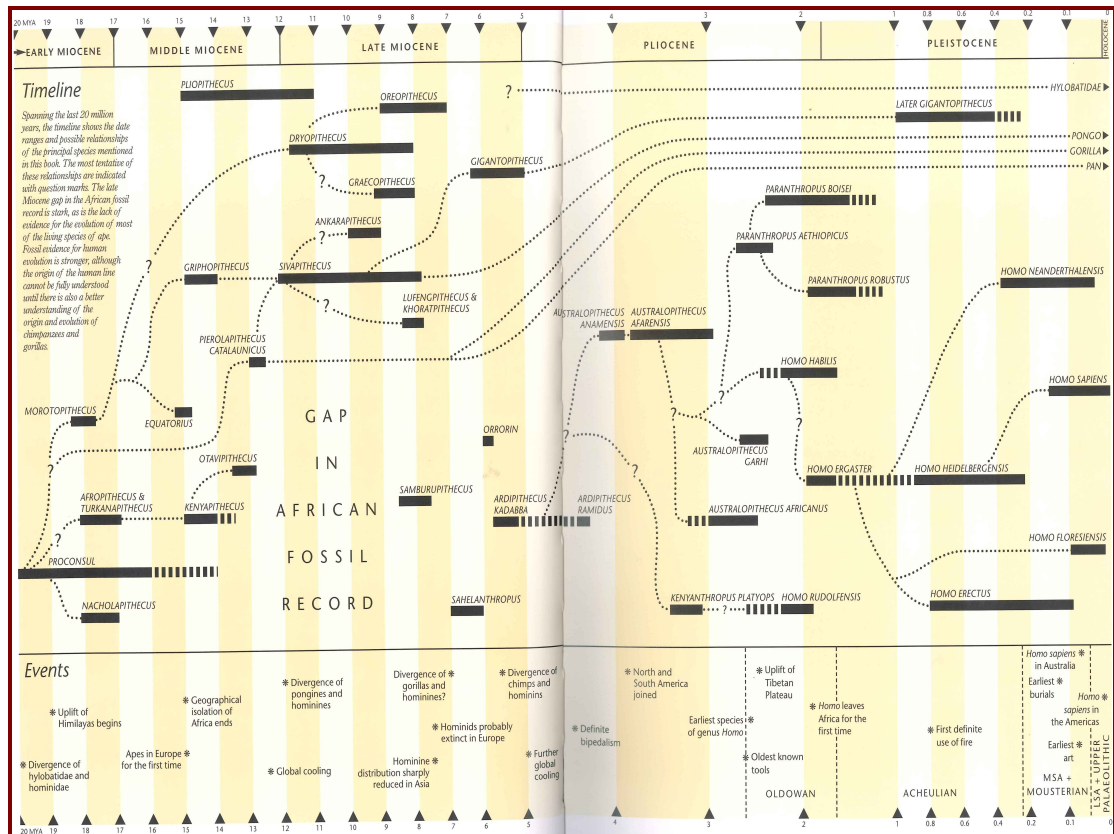 20 MYA 19 18 17 16 15 14 13 12 11 10 9 8 7 6 5 4 3 2 1 0.8 0.6 0.4 0.2 0.1 0
EARLY MIOCENE
MIDDLE MIOCENE
LATE MIOCENE
PLIOCENE
PLEISTOCENE
HOLOCENE
Timeline
Spanning the last 20 million
years, the timeline shows the date
ranges and possible relationships
of the principal species mentioned
in this book. The most tentative of
these relationships are indicated
with question marks. The late
Miocene gap in the African fossil
record is stark, as is the lack of
evidence for the evolution of most
of the living species of ape.
Fossil evidence for human
evolution is stronger, although
the origin of the human line
cannot be fully understood
until there is also a better
understanding of the
origin and evolution of
chimpanzees and
gorillas.
PLIOPITHECUS
OREOPITHECUS
?
HYLOBATIDAE
LATER GIGANTOPITHECUS
DRYOPITHECUS
PONGO
GORILLA
PAN
GIGANTOPITHECUS
?
GRAECOPITHECUS
PARANTHROPUS BOISEI
ANKARAPITHECUS
?
PARANTHROPUS AETHIOPICUS
?
GRIPHOPITHECUS
SIVAPITHECUS
PARANTHROPUS ROBUSTUS
HOMO NEANDERTHALENSIS
?
LUFENGPITHECUS &
KHORATPITHECUS
AUSTRALOPITHECUS
ANAMENSIS
AUSTRALOPITHECUS
AFARENSIS
PIEROLAPITHECUS
CATALAUNICUS
HOMO HABILIS
HOMO SAPIENS
?
MOROTOPITHECUS
EQUATORIUS
?
?
ORRORIN
?
AUSTRALOPITHECUS
GARHI
GAP
IN
AFRICAN
FOSSIL
RECORD
?
OTAVIPITHECUS
?
HOMO ERGASTER
HOMO HEIDELBERGENSIS
AFROPITHECUS &
TURKANAPITHECUS
KENYAPITHECUS
SAMBURUPITHECUS
ARDIPITHECUS
KADABBA
ARDIPITHECUS
RAMIDUS
AUSTRALOPITHECUS AFRICANUS
?
HOMO FLORESIENSIS
PROCONSUL
NACHOLAPITHECUS
SAHELANTHROPUS
KENYANTHROPUS PLATYOPS
?
HOMO RUDOLFENSIS
HOMO ERECTUS
Events
Uplift of
Himilayas begins
Divergence of
hylobatidae and
hominidae
Geographical
isolation of
Africa ends
Apes in Europe
for the first time
Divergence of
pongines and
hominines
Global cooling
Divergence of
gorillas and
hominines?
Hominids probably
extinct in Europe
Hominine
distribution sharply
reduced in Asia
Divergence of
chimps and
hominins
Further
global
cooling
North and
South America
joined
Definite
bipedalism
Earliest species
of genus Homo
Uplift of
Tibetan
Plateau
Oldest known
tools
OLDOWAN
Homo leaves
Africa for the
first time
First definite
use of fire
ACHEULIAN
Homo sapiens
in Australia
Earliest
burials
Homo
sapiens in
the Americas
Earliest
art
MSA +
MOUSTERIAN
LSA + UPPER
PALAEOLITHIC
20 MYA 19 18 17 16 15 14 13 12 11 10 9 8 7 6 5 4 3 2 1 0.8 0.6 0.4 0.2 0.1 0